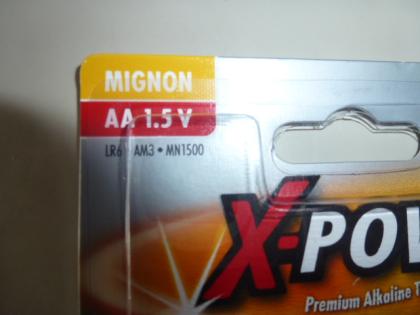 MIGNON
AA 1.5 V
LR6 • AM3 • MN1500
X-POW
Premium Alkaline T